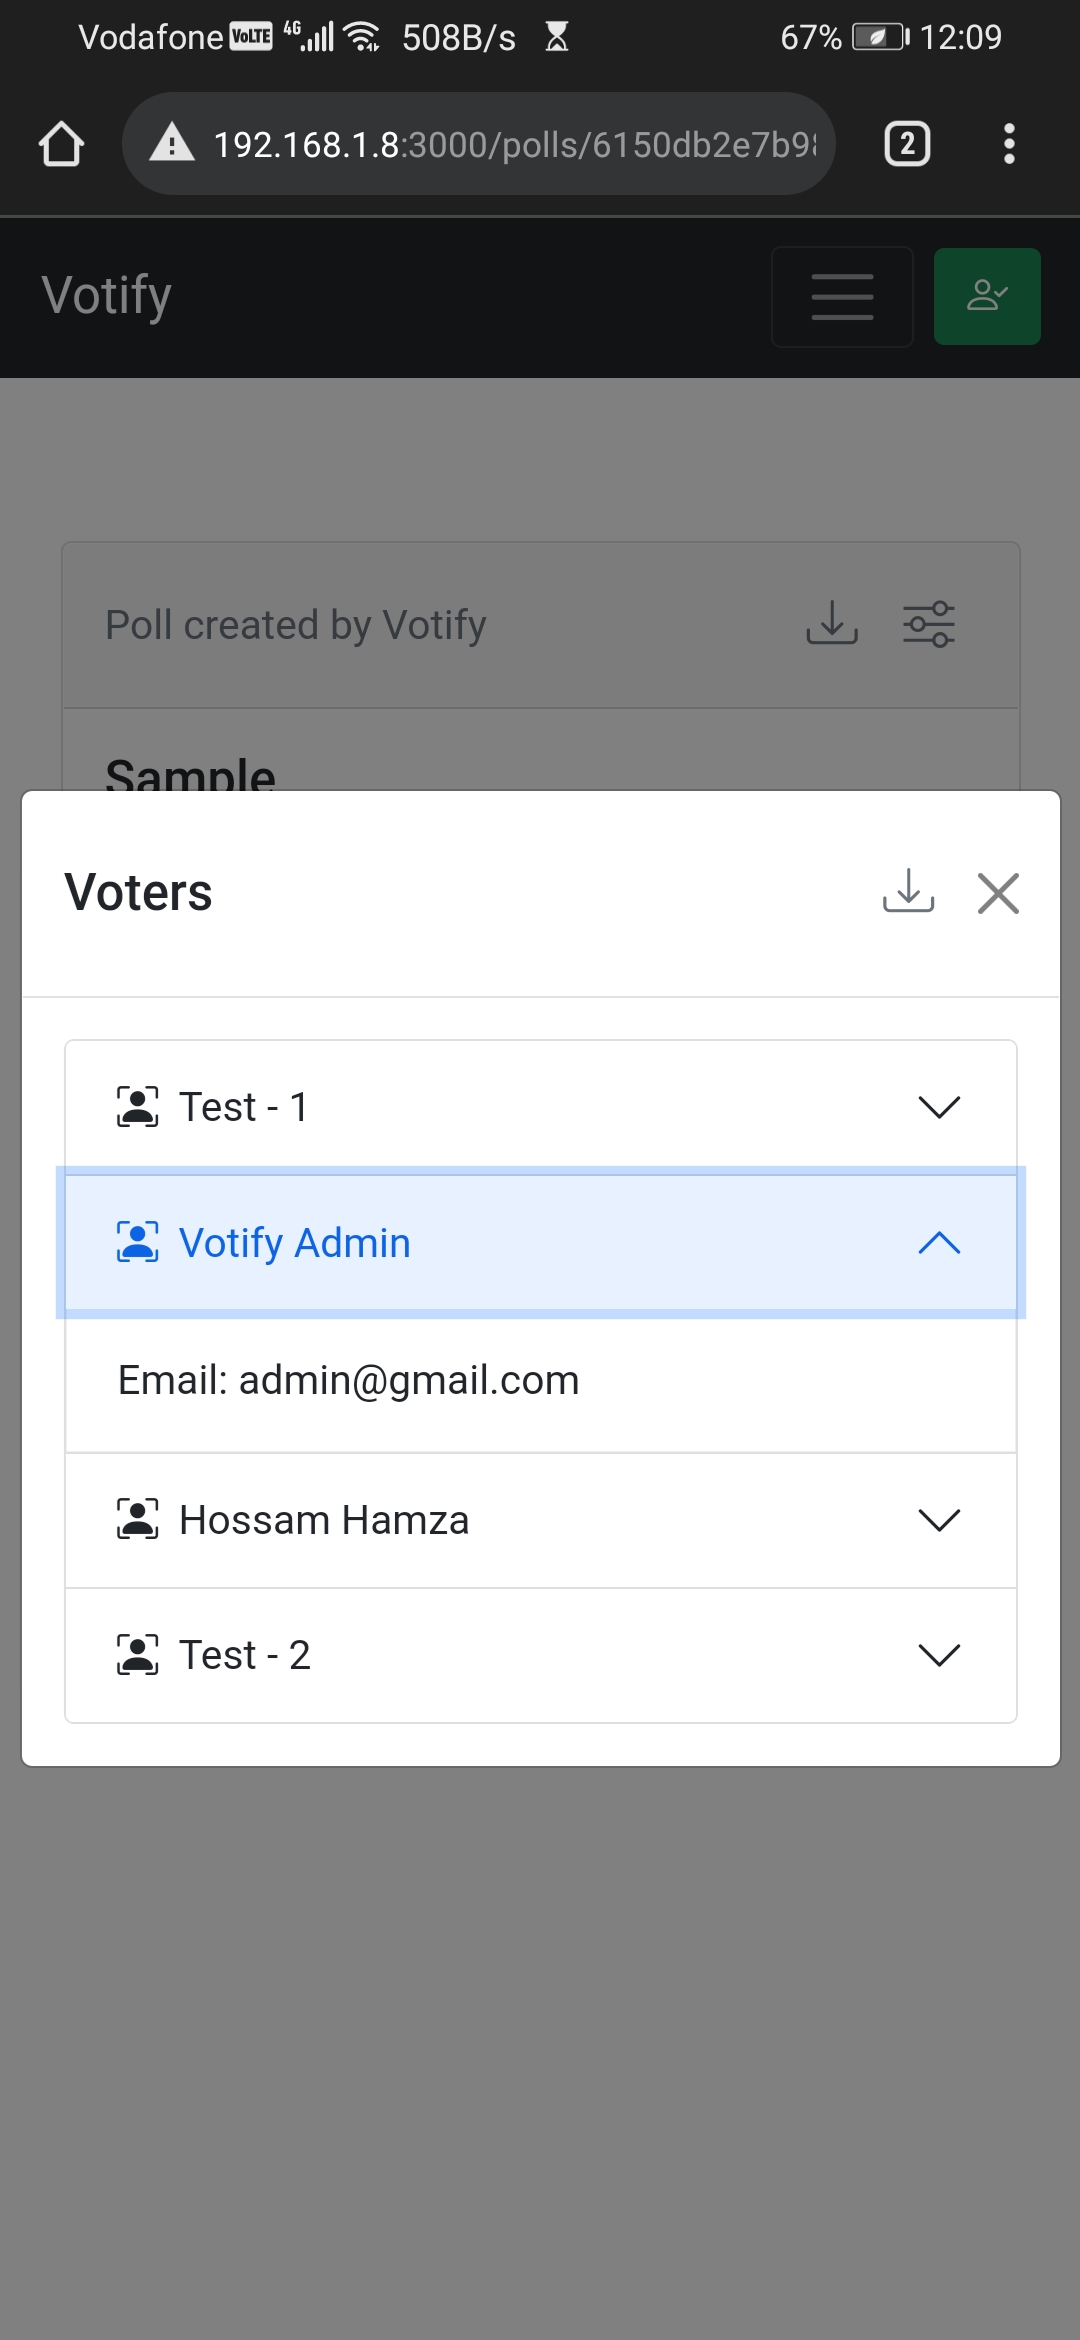 Vodafone VoLTE 4G 508B/s 67% 12:09
192.168.1.8:3000/polls/6150db2e7b9 2
Votify
Poll created by Votify
Sample
Voters
Test - 1
Votify Admin
Email: admin@gmail.com
Hossam Hamza
Test - 2